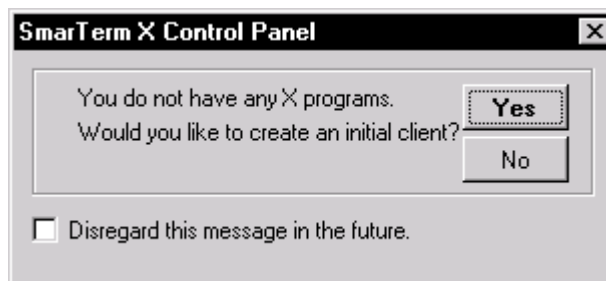 SmarTerm X Control Panel
You do not have any X programs.
Would you like to create an initial client?
Yes
No
Disregard this message in the future.